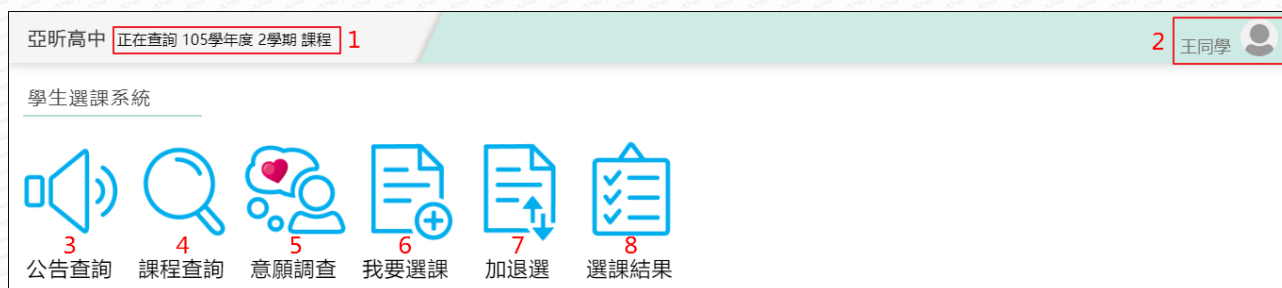 亞昕高中 正在查詢 105學年度 2學期 課程 1 2 王同學
學生選課系統
3 4 5 6 7 8
公告查詢 課程查詢 意願調查 我要選課 加退選 選課結果